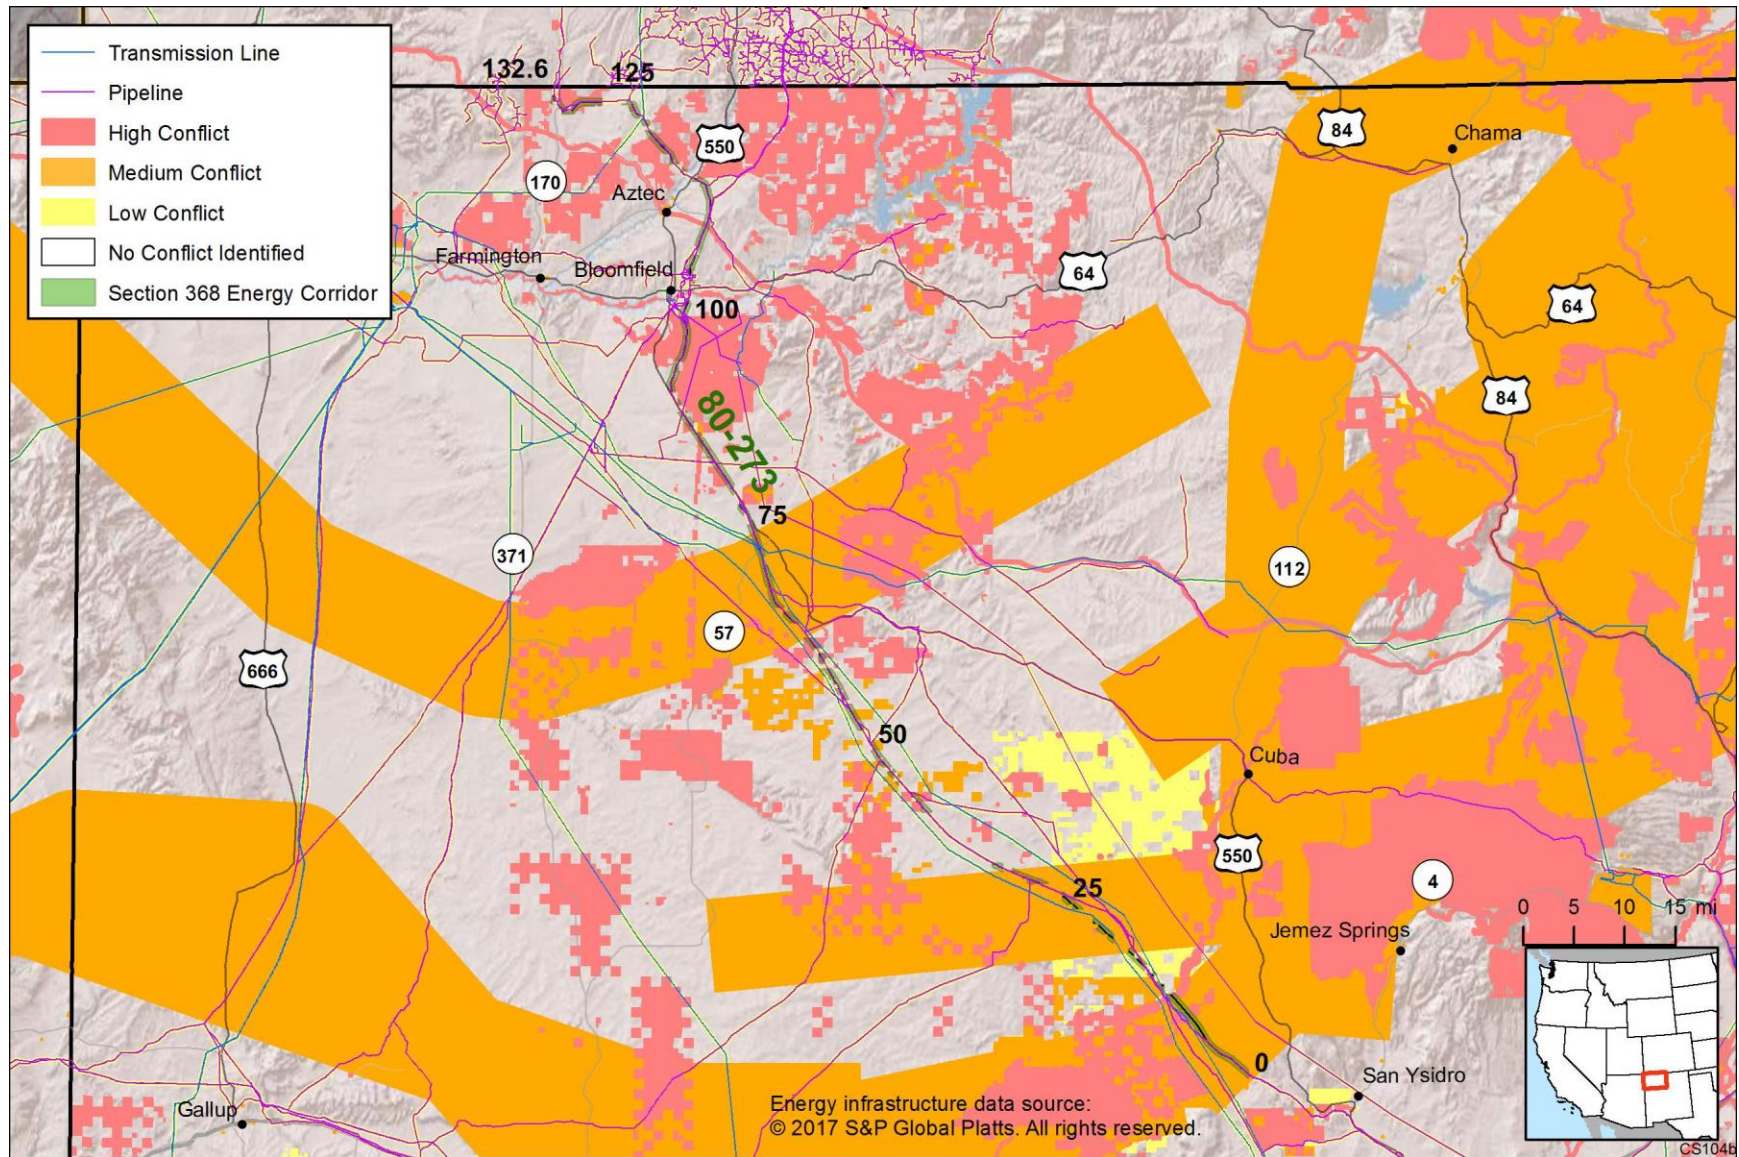 Transmission Line
Pipeline
High Conflict
Medium Conflict
Low Conflict
No Conflict Identified
Section 368 Energy Corridor
132.6
125
550
84
Chama
170
Aztec
Farmington
Bloomfield
64
64
100
84
80-273
75
371
112
57
666
50
Cuba
550
25
4
0 5 10 15 mi
Jemez Springs
0
San Ysidro
Gallup
Energy infrastructure data source:
© 2017 S&P Global Platts. All rights reserved.
CS104b